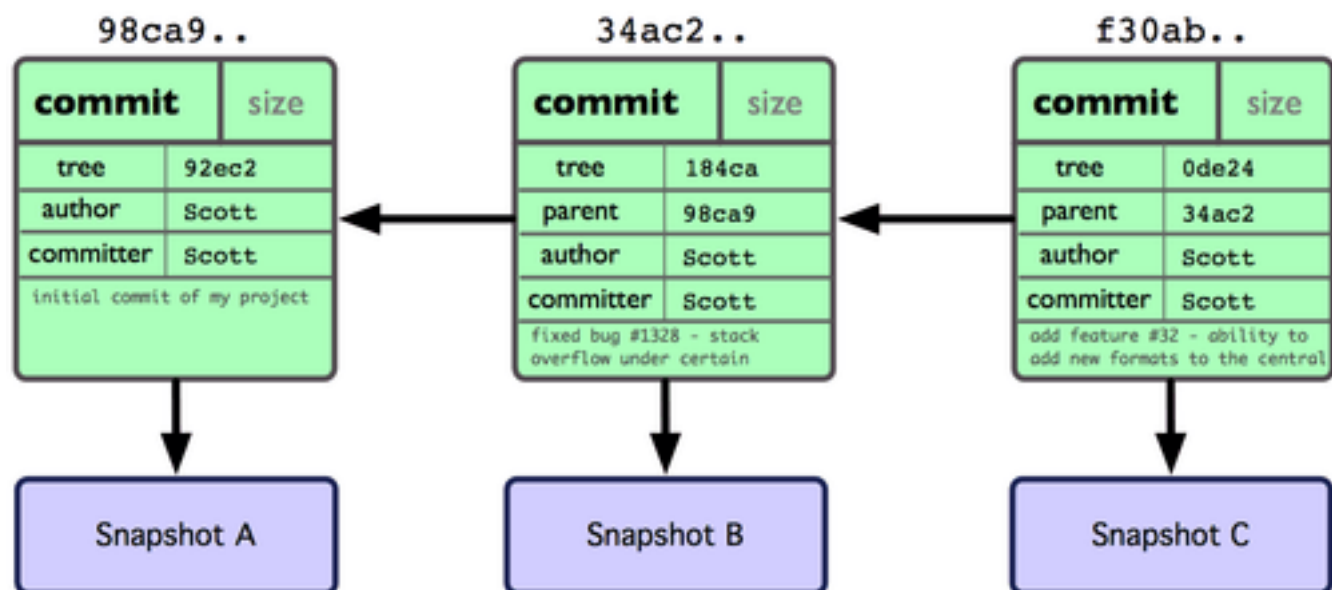 98ca9.. 34ac2.. f30ab..
commit size
tree 92ec2
author Scott
committer Scott
initial commit of my project
commit size
tree 184ca
parent 98ca9
author Scott
committer Scott
fixed bug #1328 - stack
overflow under certain
commit size
tree 0de24
parent 34ac2
author Scott
committer Scott
add feature #32 - ability to
add new formats to the central
Snapshot A
Snapshot B
Snapshot C